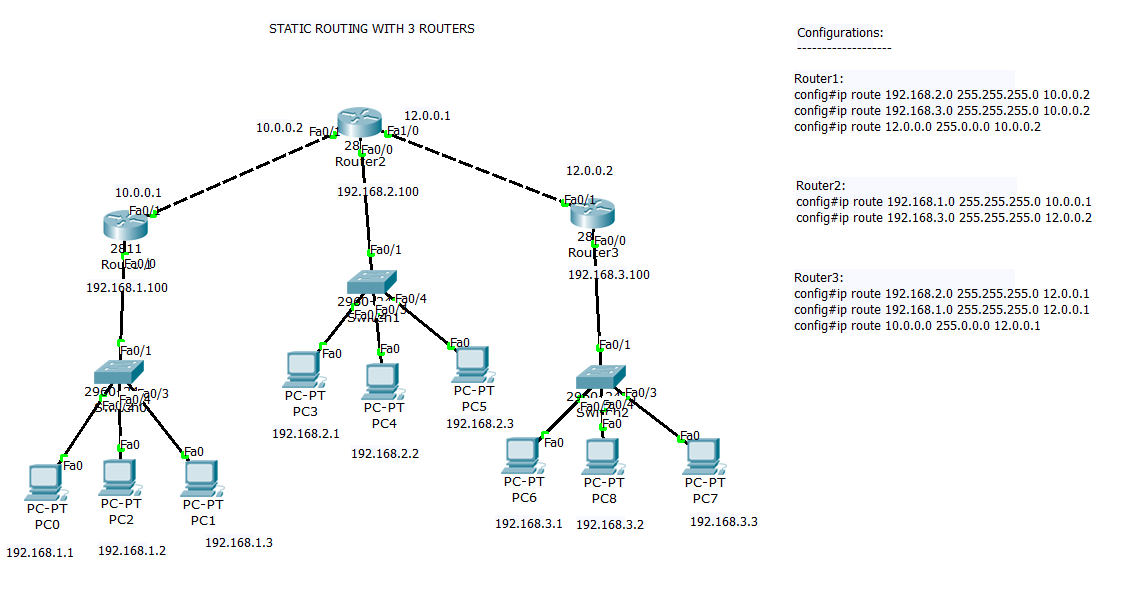 STATIC ROUTING WITH 3 ROUTERS
Configurations:
-------------------
Router1:
config#ip route 192.168.2.0 255.255.255.0 10.0.0.2
config#ip route 192.168.3.0 255.255.255.0 10.0.0.2
config#ip route 12.0.0.0 255.0.0.0 10.0.0.2
Router2:
config#ip route 192.168.1.0 255.255.255.0 10.0.0.1
config#ip route 192.168.3.0 255.255.255.0 12.0.0.2
Router3:
config#ip route 192.168.2.0 255.255.255.0 12.0.0.1
config#ip route 192.168.1.0 255.255.255.0 12.0.0.1
config#ip route 10.0.0.0 255.0.0.0 12.0.0.1
10.0.0.2
Fa0/1
12.0.0.1
Fa1/0
28
Fa0/0
Router2
192.168.2.100
10.0.0.1
Fa0/1
2811
Fa0/0
192.168.1.100
12.0.0.2
Fa0/1
28
Fa0/0
Router3
192.168.3.100
Fa0/1
Fa0/4
Fa0/1
Fa0/3
Fa0/4
Fa0/1
Fa0/3
Fa0/4
Fa0
PC-PT
PC3
192.168.2.1
Fa0
PC-PT
PC4
192.168.2.2
Fa0
PC-PT
PC5
192.168.2.3
Fa0
PC-PT
PC0
192.168.1.1
Fa0
PC-PT
PC2
192.168.1.2
Fa0
PC-PT
PC1
192.168.1.3
Fa0
PC-PT
PC6
192.168.3.1
Fa0
PC-PT
PC8
192.168.3.2
Fa0
PC-PT
PC7
192.168.3.3